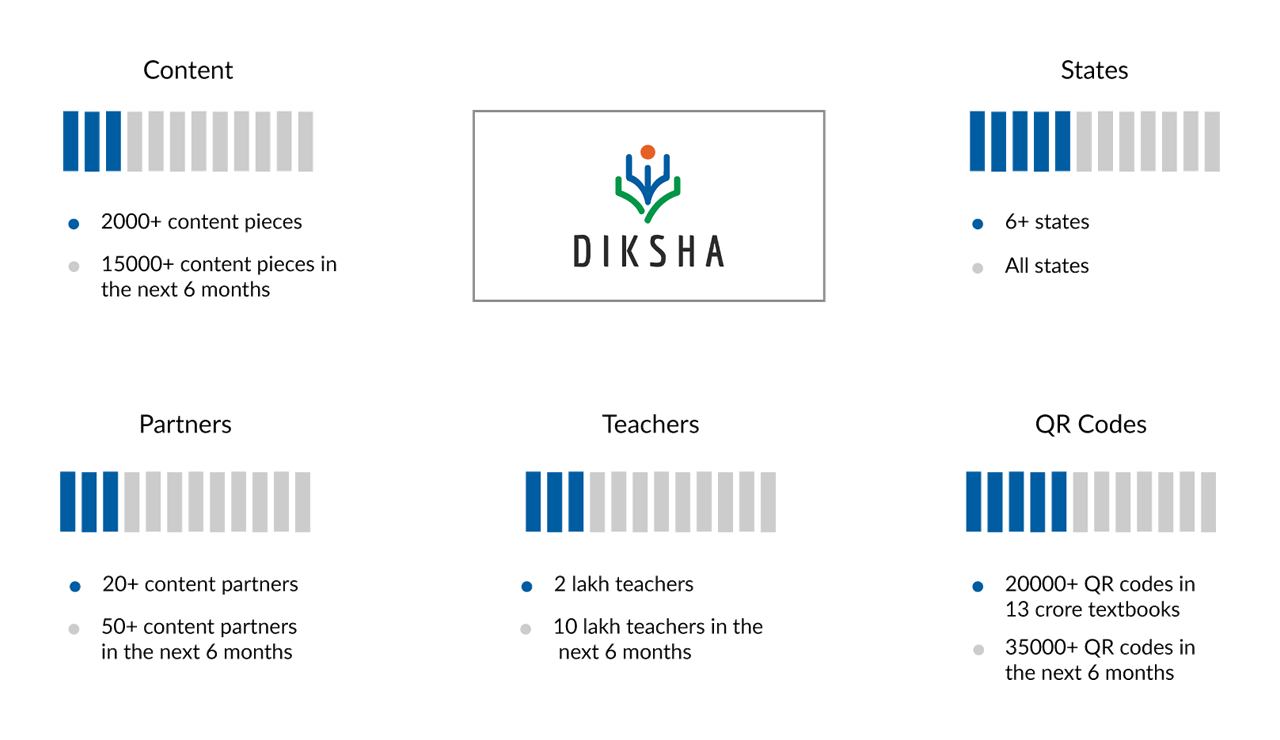 Content
2000+ content pieces
15000+ content pieces in
the next 6 months
DIKSHA
States
6+ states
All states
Partners
20+ content partners
50+ content partners
in the next 6 months
Teachers
2 lakh teachers
10 lakh teachers in the
next 6 months
QR Codes
20000+ QR codes in
13 crore textbooks
35000+ QR codes in
the next 6 months